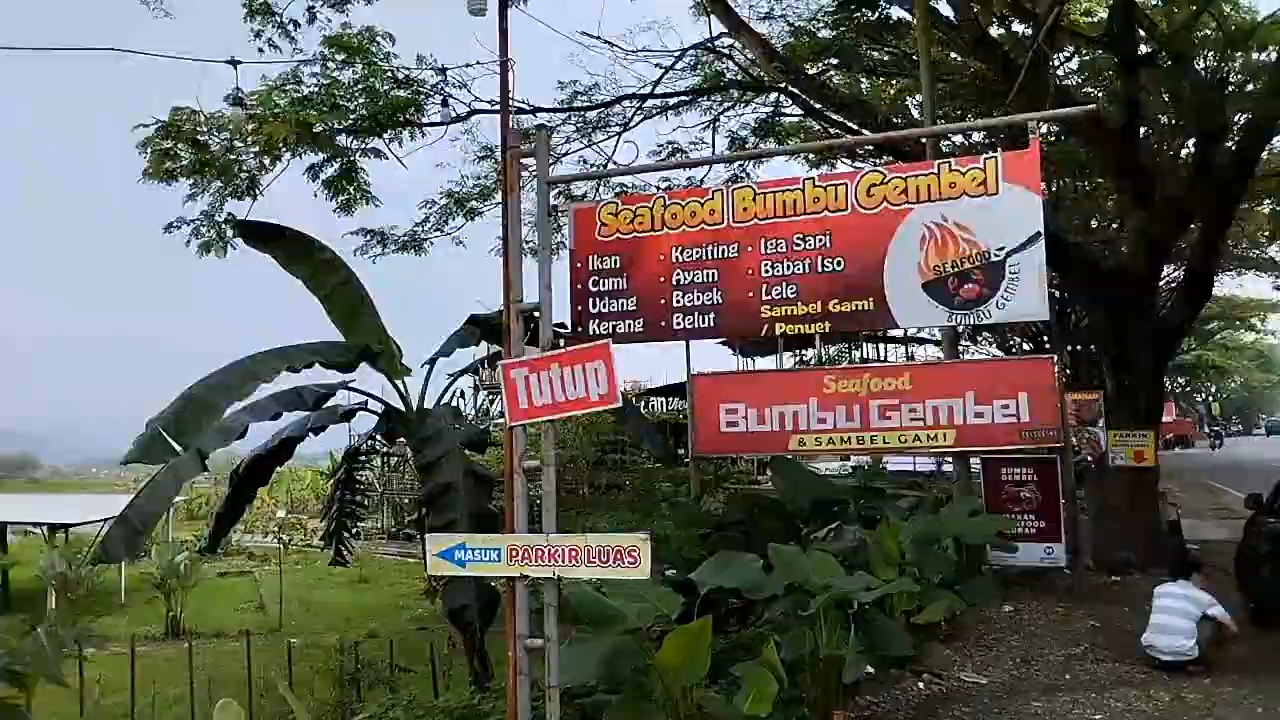 Seafood Bumbu Gembel
· Ikan
· Cumi
· Udang
· Kerang
· Kepiting
· Ayam
· Bebek
· Belut
· Iga Sapi
· Babat Iso
· Lele
Sambel Gami
/ Penyet
SEAFOOD
BUMBU GEMBEL
Tutup
Seafood
Bumbu Gembel
& SAMBEL GAMI
MASUK PARKIR LUAS
PARKIR
BUMBU
GEMBEL